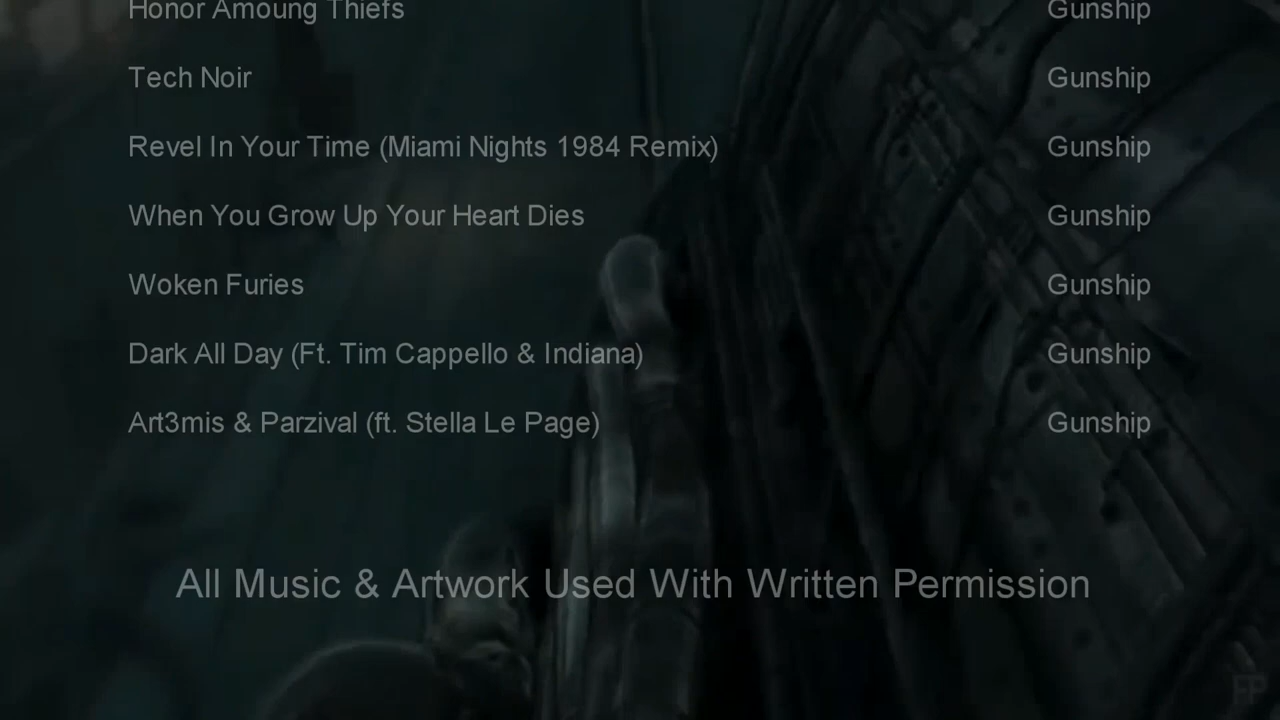 Honor Amoung Thiefs Gunship
Tech Noir Gunship
Revel In Your Time (Miami Nights 1984 Remix) Gunship
When You Grow Up Your Heart Dies Gunship
Woken Furies Gunship
Dark All Day (Ft. Tim Cappello & Indiana) Gunship
Art3mis & Parzival (ft. Stella Le Page) Gunship
All Music & Artwork Used With Written Permission